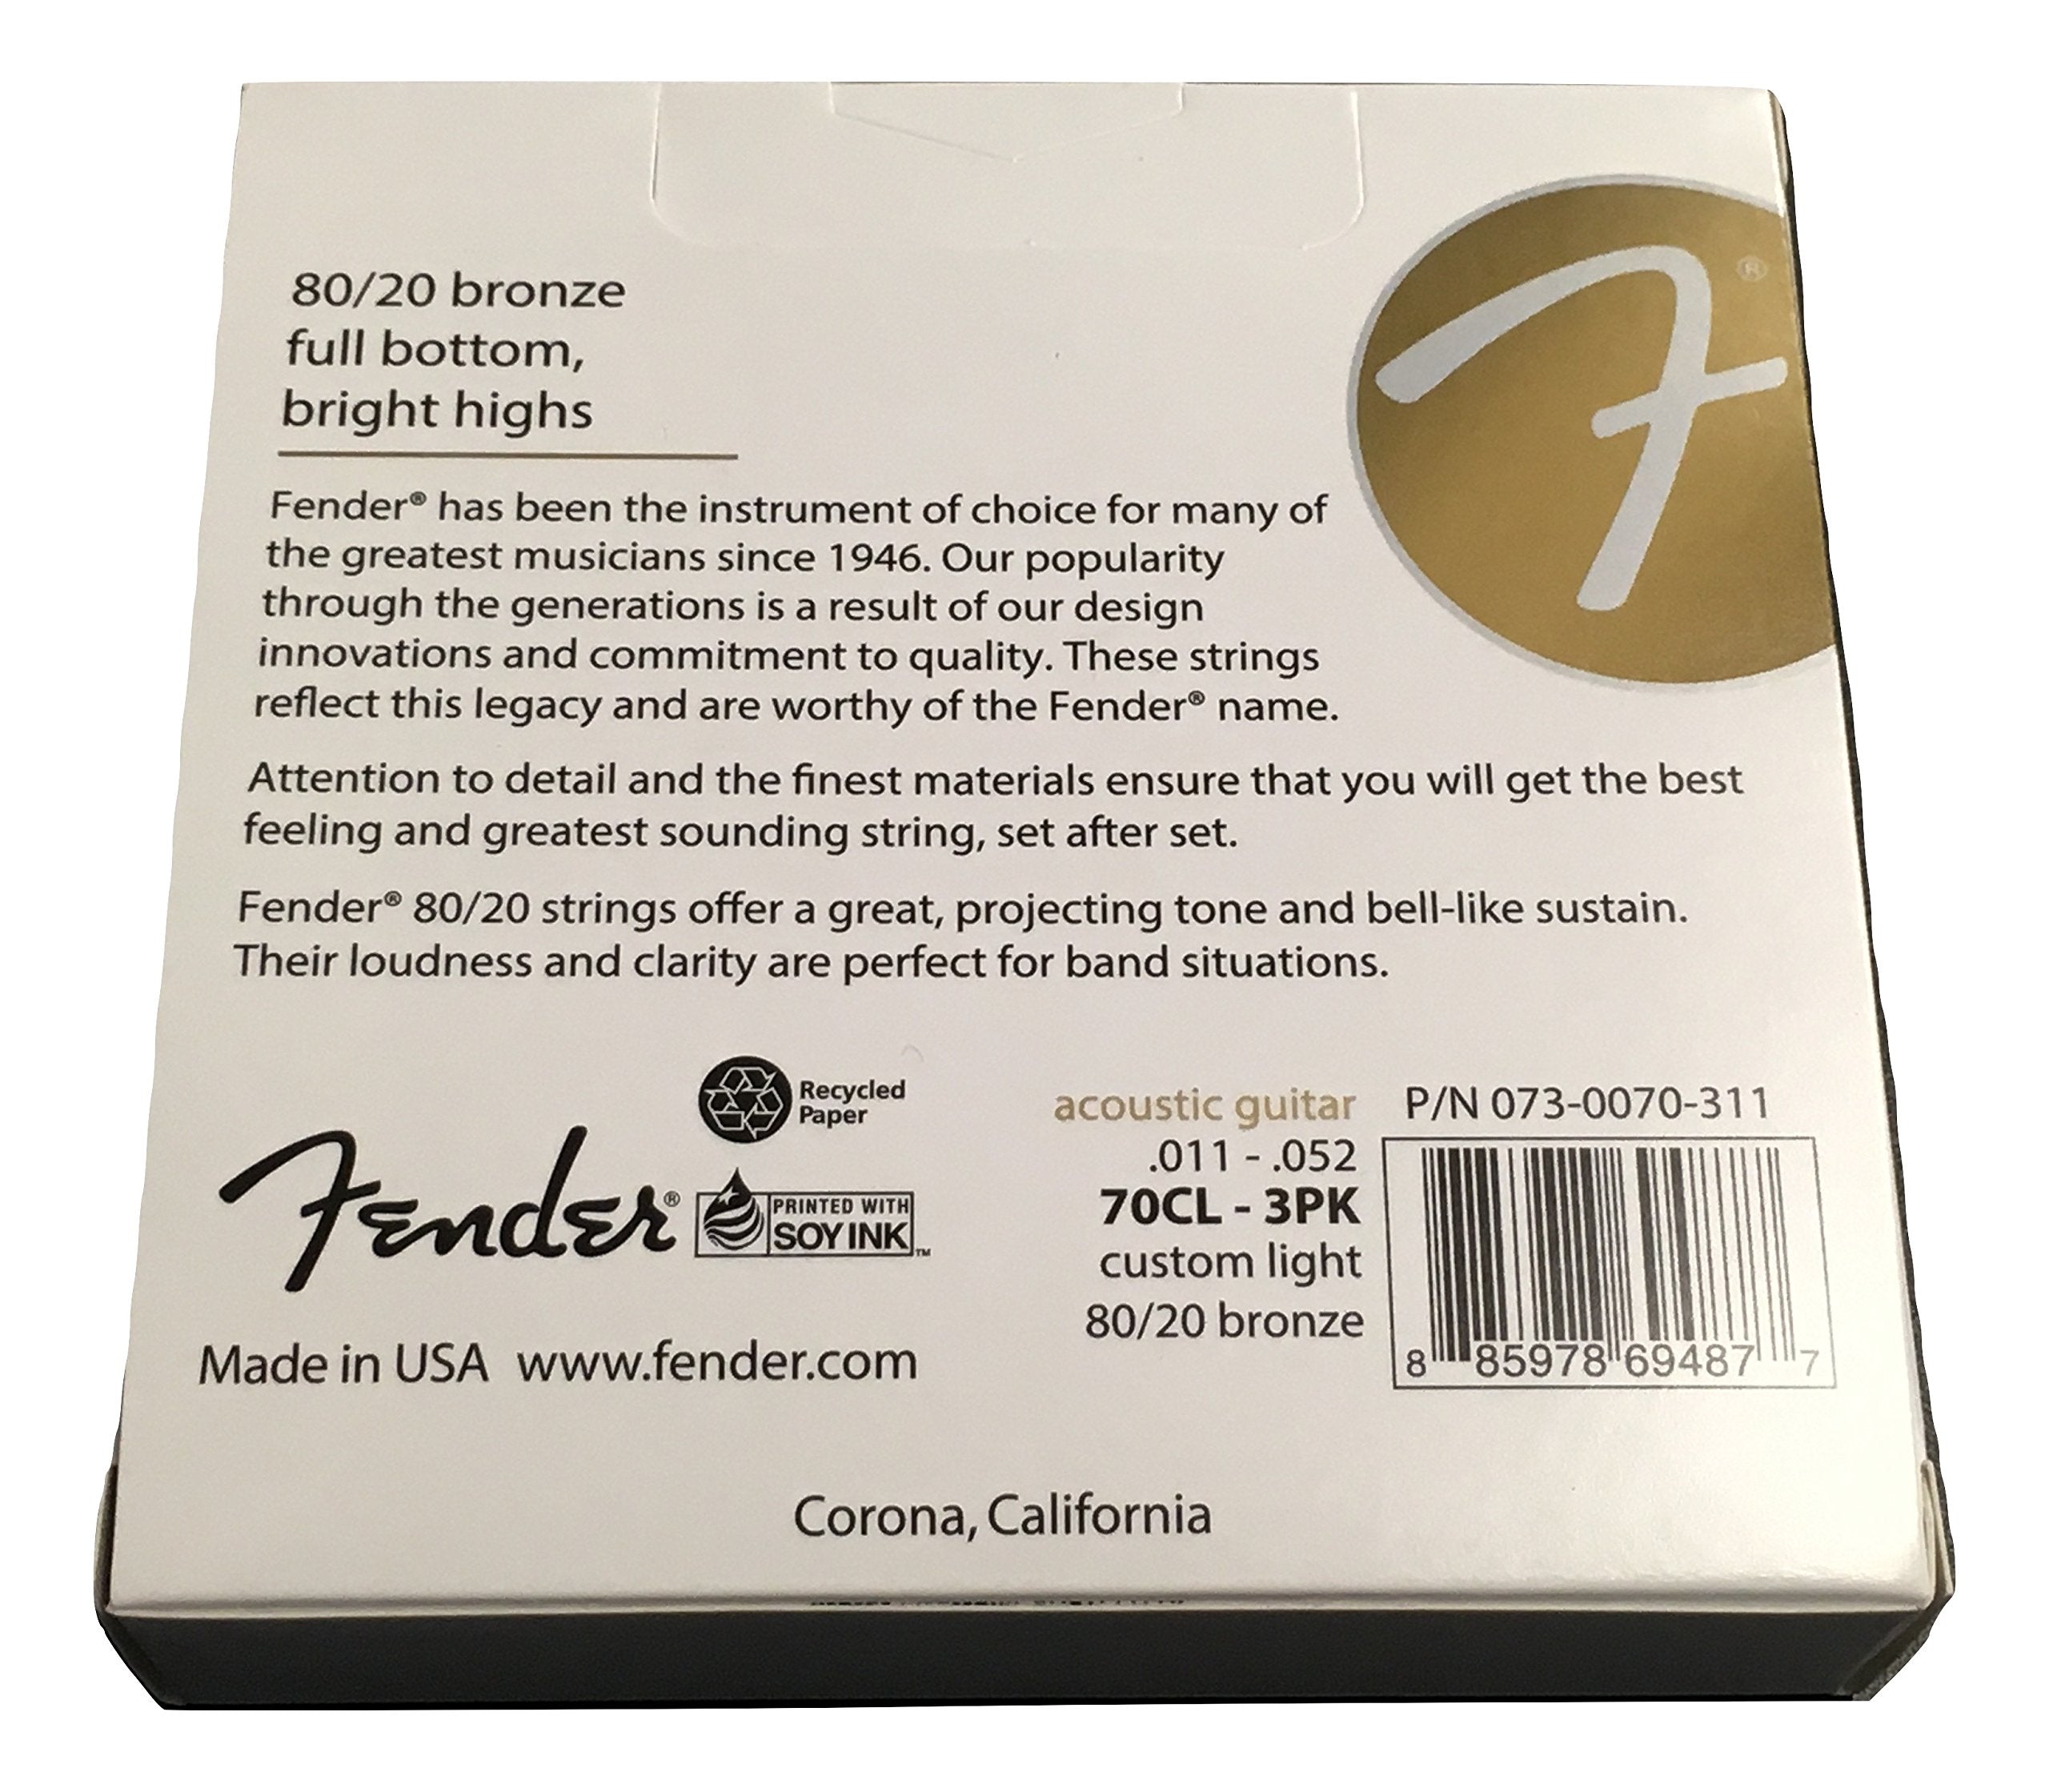 80/20 bronze
full bottom,
bright highs
®
Fender® has been the instrument of choice for many of
the greatest musicians since 1946. Our popularity
through the generations is a result of our design
innovations and commitment to quality. These strings
reflect this legacy and are worthy of the Fender® name.
Attention to detail and the finest materials ensure that you will get the best
feeling and greatest sounding string, set after set.
Fender® 80/20 strings offer a great, projecting tone and bell-like sustain.
Their loudness and clarity are perfect for band situations.
Recycled
Paper
Fender®
PRINTED WITH
SOY INK™
Made in USA www.fender.com
acoustic guitar
.011 - .052
70CL - 3PK
custom light
80/20 bronze
P/N 073-0070-311
8 85978 69487 7
Corona, California